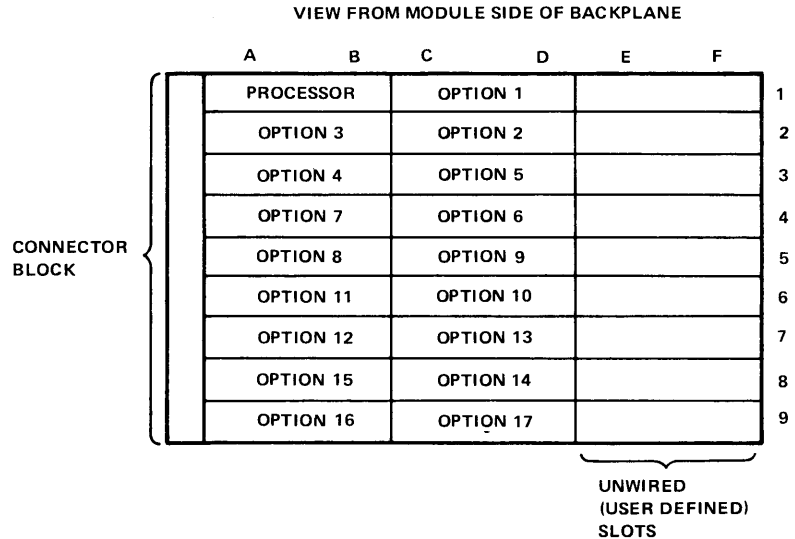 VIEW FROM MODULE SIDE OF BACKPLANE
A B C D E F
PROCESSOR OPTION 1 1
OPTION 3 OPTION 2 2
OPTION 4 OPTION 5 3
OPTION 7 OPTION 6 4
CONNECTOR
BLOCK
OPTION 8 OPTION 9 5
OPTION 11 OPTION 10 6
OPTION 12 OPTION 13 7
OPTION 15 OPTION 14 8
OPTION 16 OPTION 17 9
UNWIRED
(USER DEFINED)
SLOTS